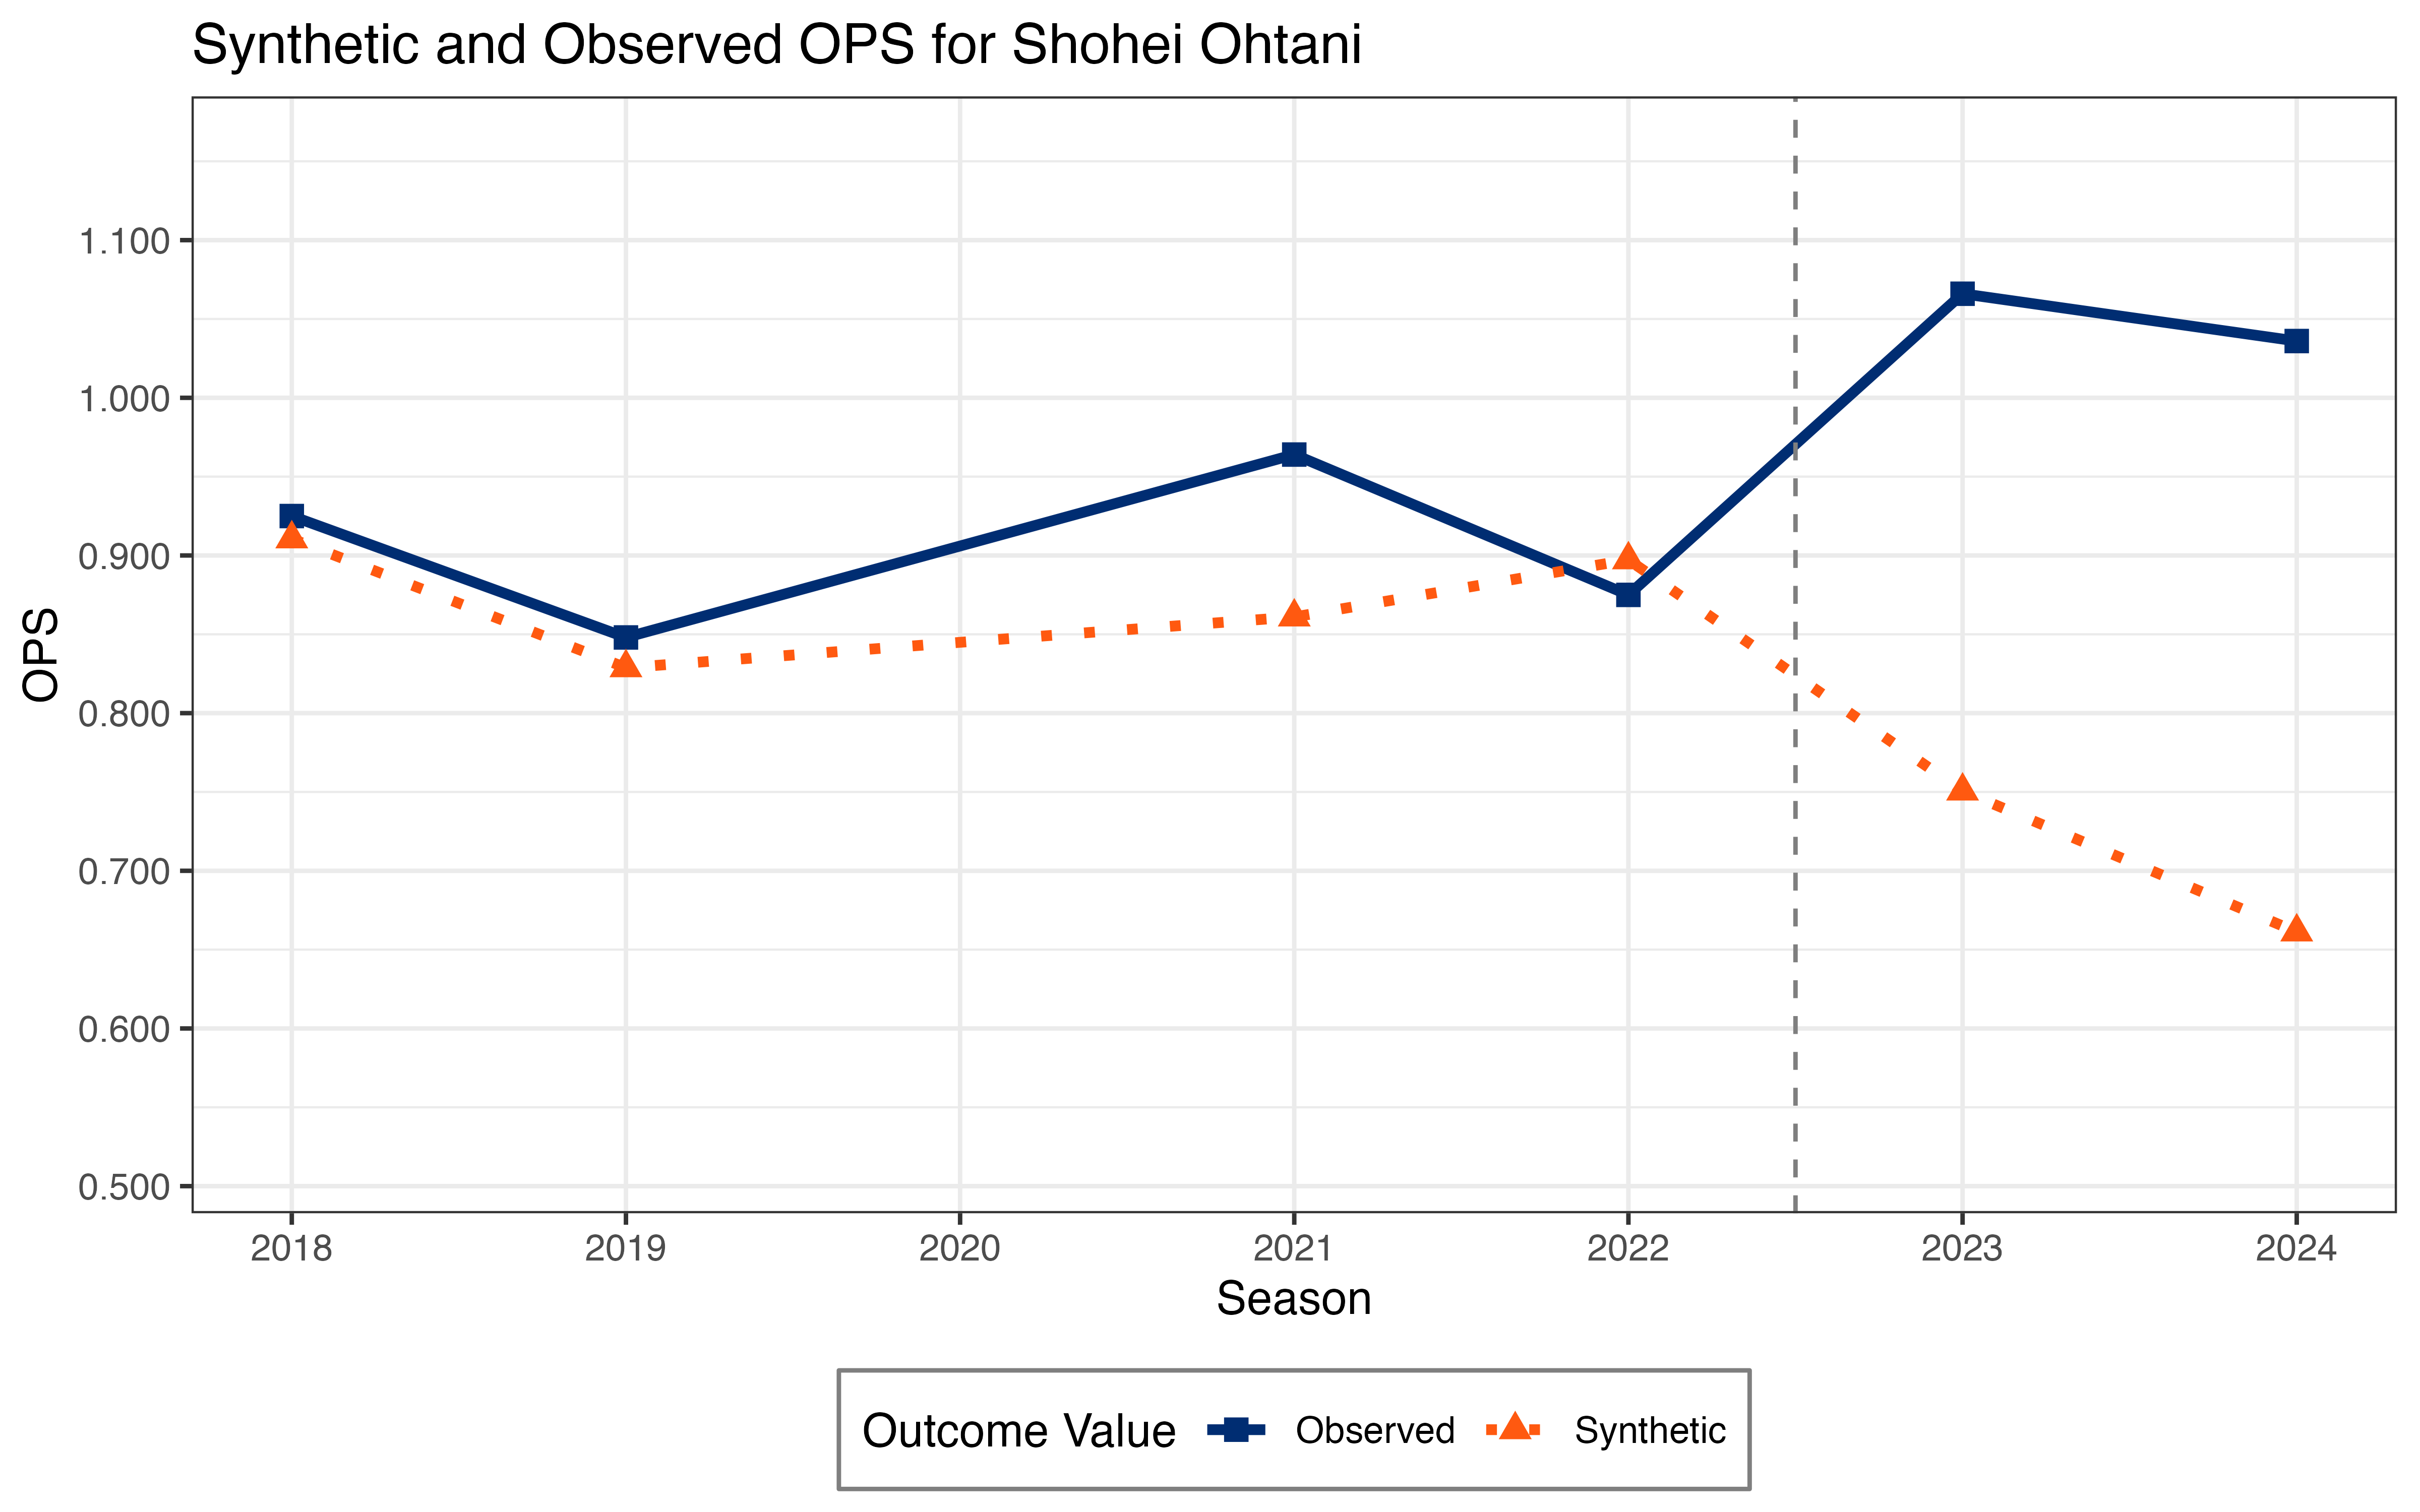 Synthetic and Observed OPS for Shohei Ohtani
OPS
1.100
1.000
0.900
0.800
0.700
0.600
0.500
2018 2019 2020 2021 2022 2023 2024
Season
Outcome Value Observed Synthetic